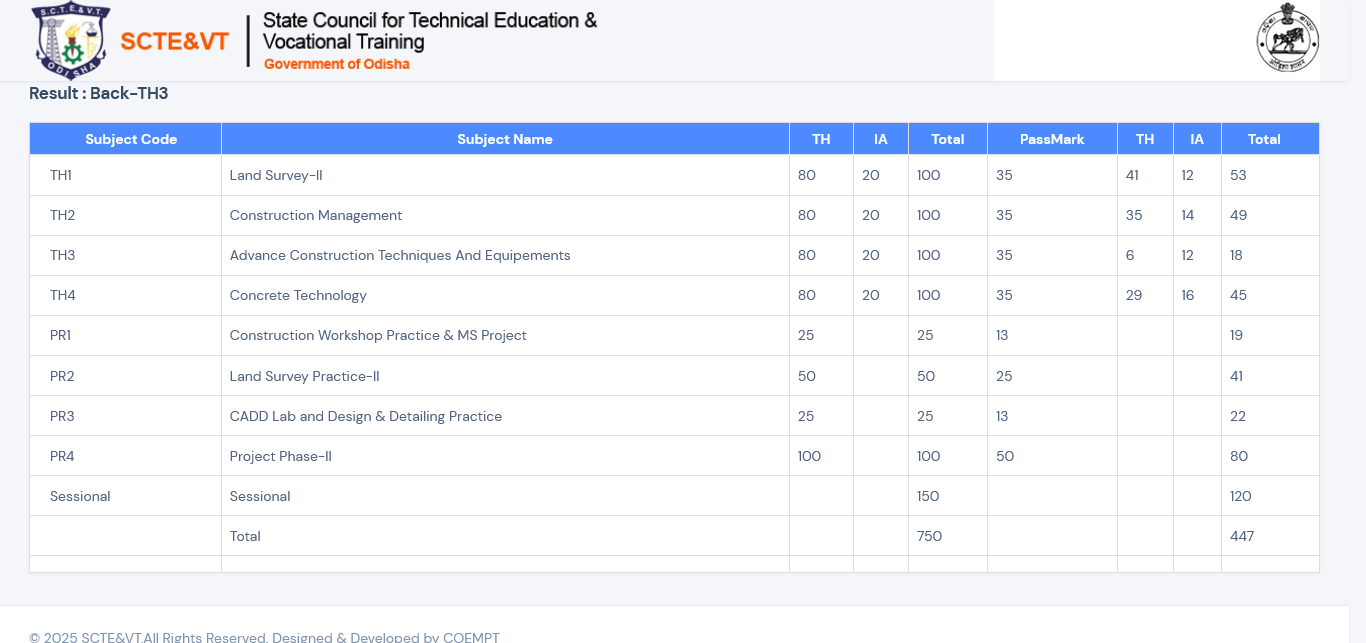 S.C.T.E.& V.T.
ODISHA
SCTE&VT
State Council for Technical Education &
Vocational Training
Government of Odisha
Result : Back-TH3
Subject Code Subject Name TH IA Total PassMark TH IA Total
TH1 Land Survey-II 80 20 100 35 41 12 53
TH2 Construction Management 80 20 100 35 35 14 49
TH3 Advance Construction Techniques And Equipements 80 20 100 35 6 12 18
TH4 Concrete Technology 80 20 100 35 29 16 45
PR1 Construction Workshop Practice & MS Project 25 25 13 19
PR2 Land Survey Practice-II 50 50 25 41
PR3 CADD Lab and Design & Detailing Practice 25 25 13 22
PR4 Project Phase-II 100 100 50 80
Sessional Sessional 150 120
Total 750 447
© 2025 SCTE&VT.All Rights Reserved. Designed & Developed by COEMPT